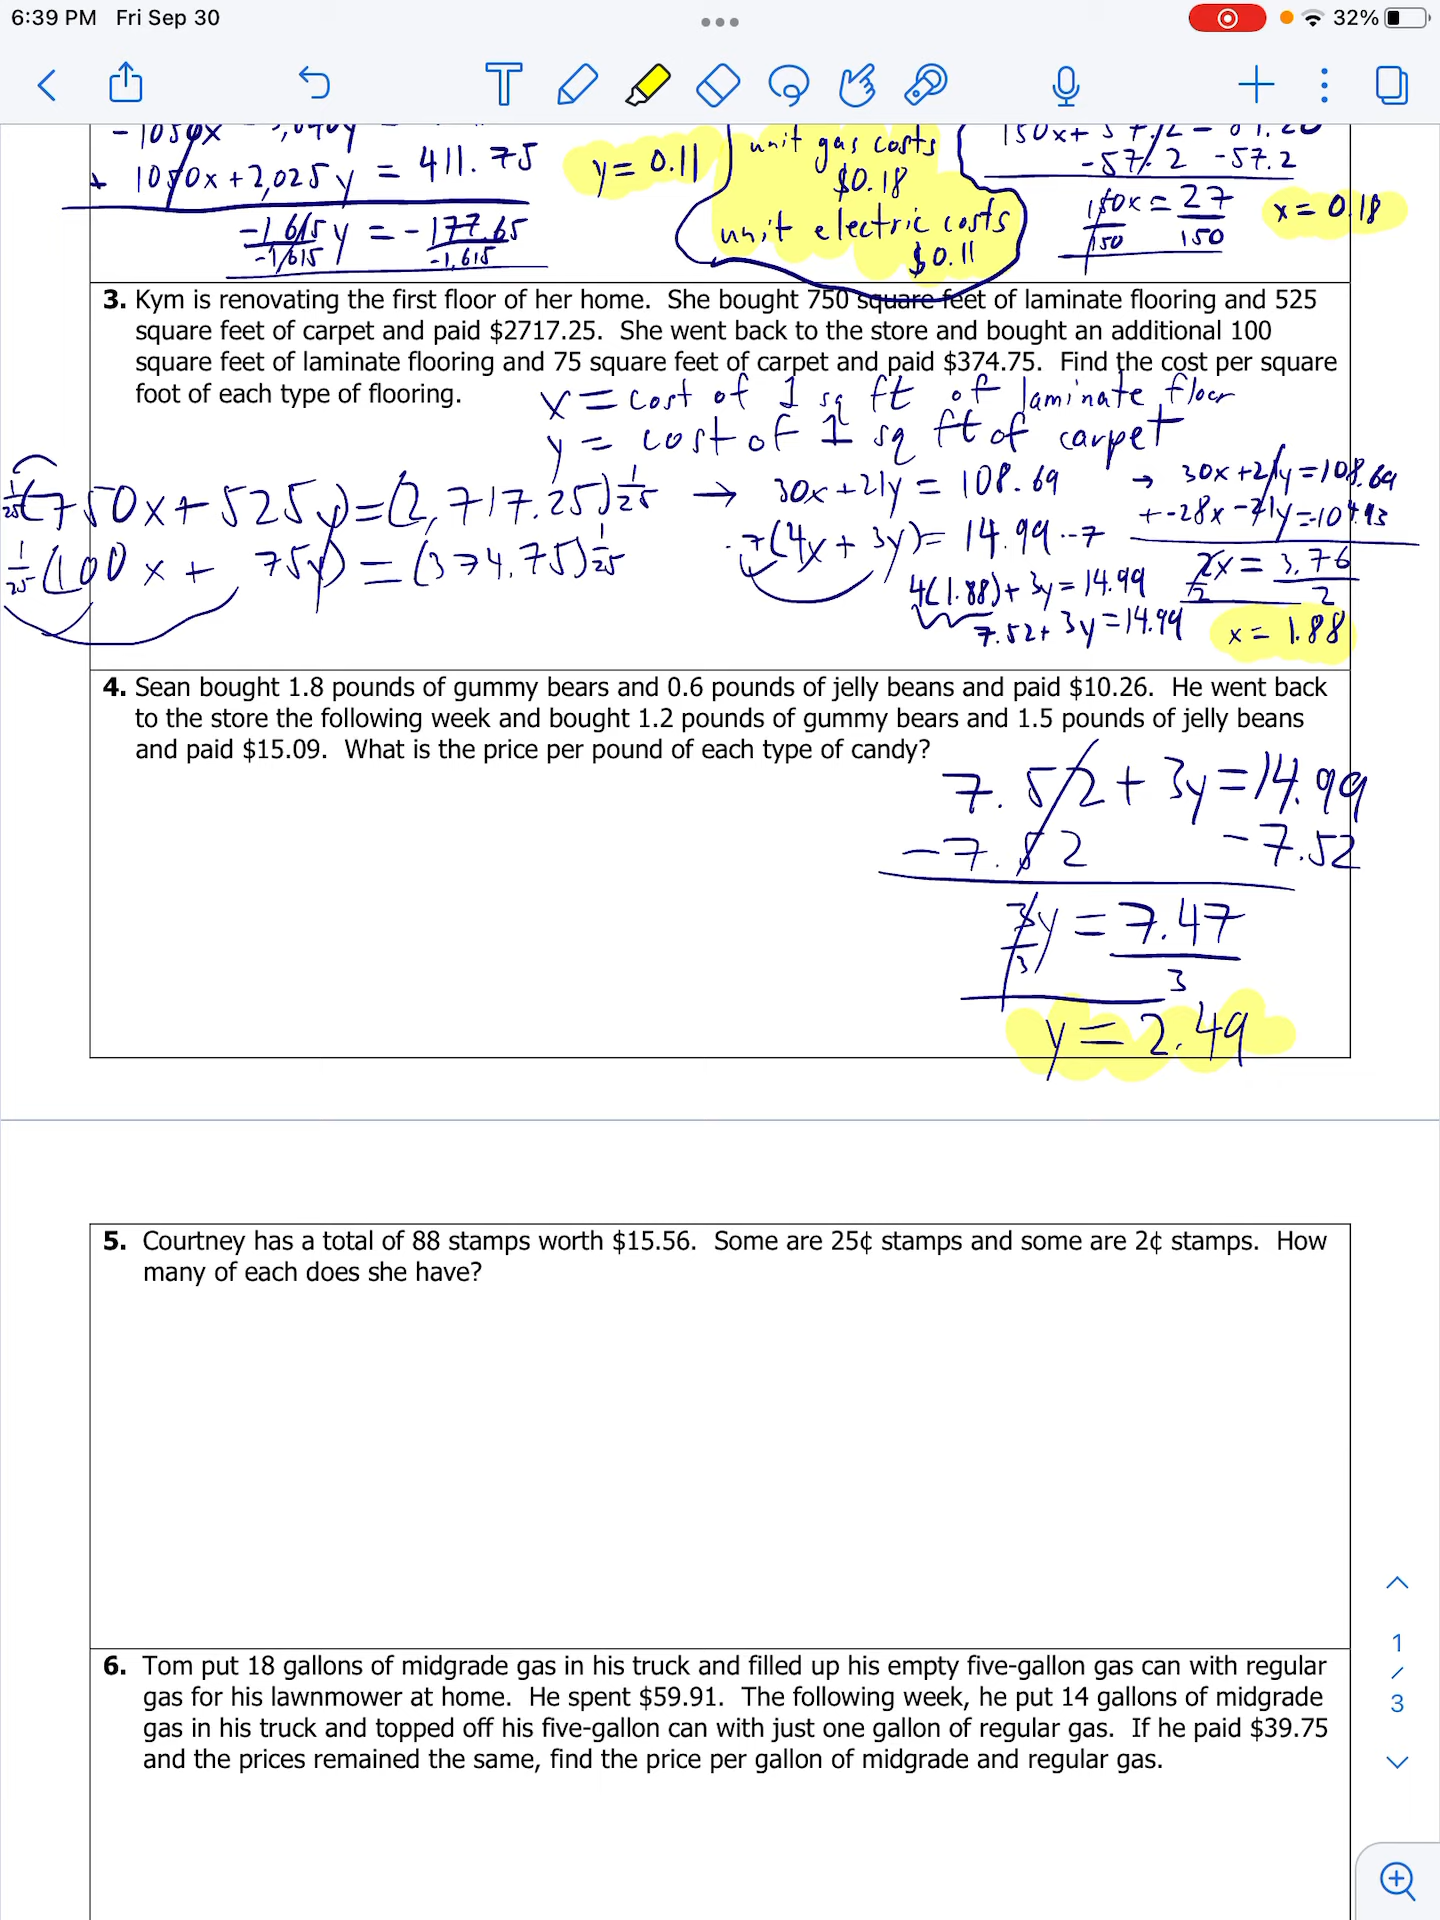 6:39 PM Fri Sep 30
32%
T
+ 1050x + 2,025y = 411.75
y = 0.11
unit gas costs
$0.18
unit electric costs
$0.11
-57.2 -57.2
150x = 27
150 150
x = 0.18
-1615y = -177.65
-1,615 -1,615
3. Kym is renovating the first floor of her home. She bought 750 square feet of laminate flooring and 525
square feet of carpet and paid $2717.25. She went back to the store and bought an additional 100
square feet of laminate flooring and 75 square feet of carpet and paid $374.75. Find the cost per square
foot of each type of flooring.
x = cost of 1 sq ft of laminate floor
y = cost of 1 sq ft of carpet
1/25(750x + 525y) = (2,717.25)1/25 → 30x + 21y = 108.69
1/25(100x + 75y) = (374.75)1/25
-7(4x + 3y) = 14.99 · -7
→ 30x + 21y = 108.69
+ -28x - 21y = -104.93
2x = 3.76
2 2
x = 1.88
4(1.88) + 3y = 14.99
7.52 + 3y = 14.99
4. Sean bought 1.8 pounds of gummy bears and 0.6 pounds of jelly beans and paid $10.26. He went back
to the store the following week and bought 1.2 pounds of gummy bears and 1.5 pounds of jelly beans
and paid $15.09. What is the price per pound of each type of candy?
7.52 + 3y = 14.99
-7.52 -7.52
3y = 7.47
3 3
y = 2.49
5. Courtney has a total of 88 stamps worth $15.56. Some are 25¢ stamps and some are 2¢ stamps. How
many of each does she have?
6. Tom put 18 gallons of midgrade gas in his truck and filled up his empty five-gallon gas can with regular
gas for his lawnmower at home. He spent $59.91. The following week, he put 14 gallons of midgrade
gas in his truck and topped off his five-gallon can with just one gallon of regular gas. If he paid $39.75
and the prices remained the same, find the price per gallon of midgrade and regular gas.
1
/
3